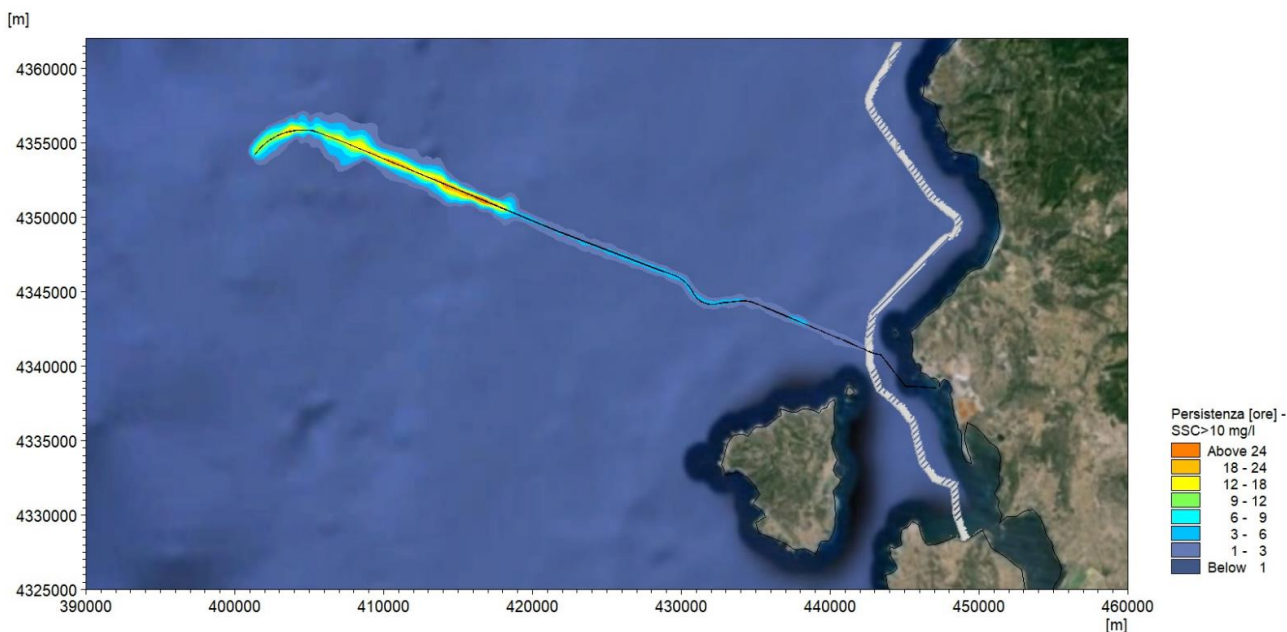 [m]
4360000
4355000
4350000
4345000
4340000
4335000
4330000
4325000
390000 400000 410000 420000 430000 440000 450000 460000
[m]
Persistenza [ore] -
SSC>10 mg/l
Above 24
18 - 24
12 - 18
9 - 12
6 - 9
3 - 6
1 - 3
Below 1